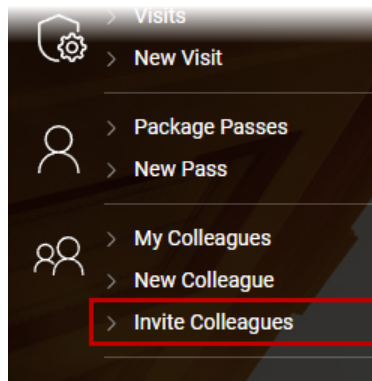 Visits
New Visit
Package Passes
New Pass
My Colleagues
New Colleague
Invite Colleagues